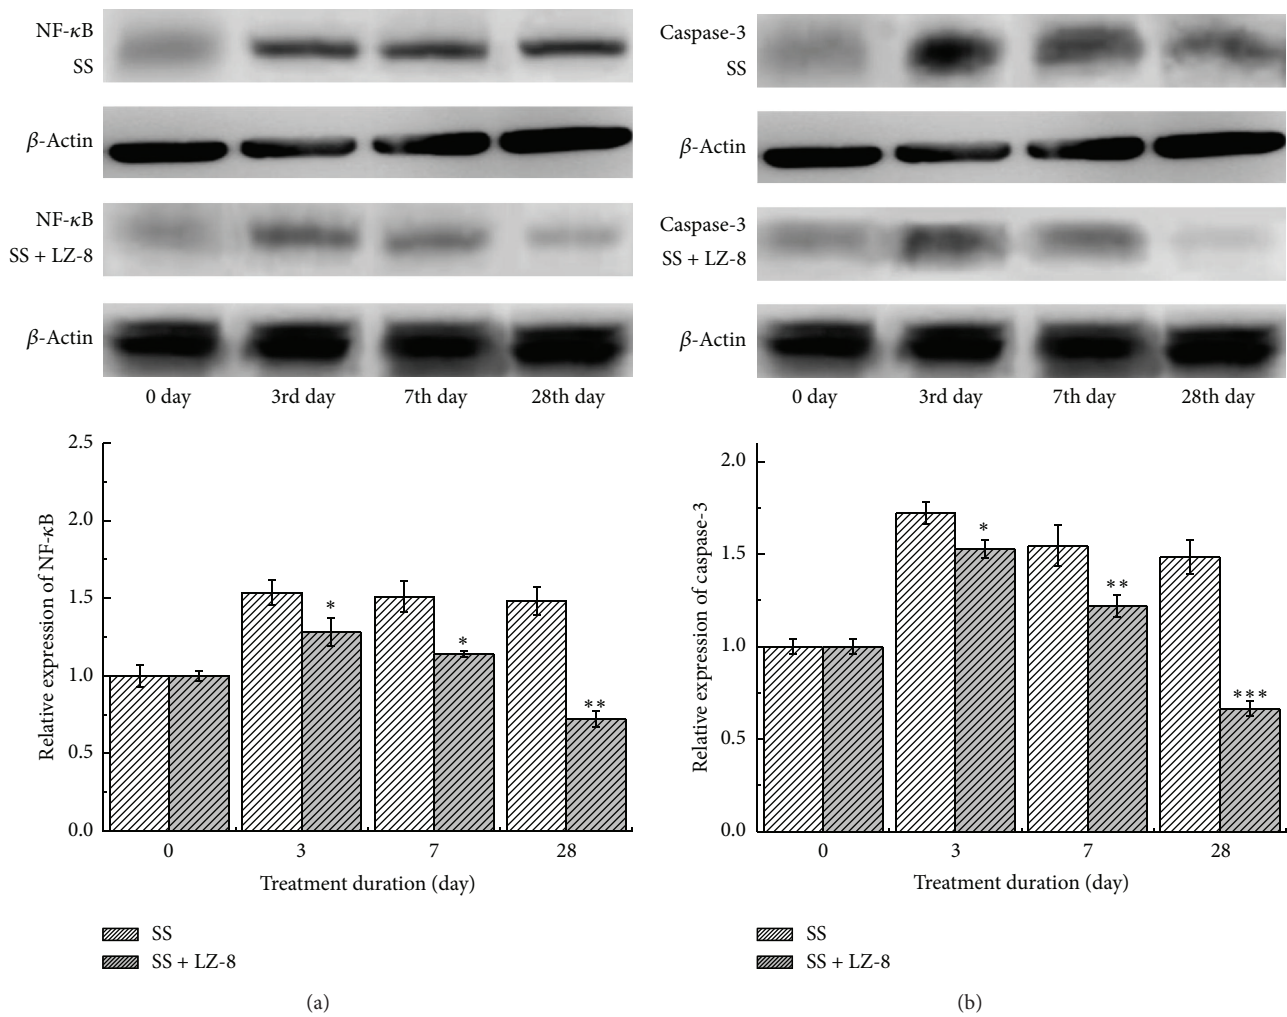 NF-κB
SS
β-Actin
NF-κB
SS + LZ-8
β-Actin
0 day 3rd day 7th day 28th day
Relative expression of NF-κB
2.5
2.0
1.5
1.0
0.5
0.0
*
*
**
0 3 7 28
Treatment duration (day)
SS
SS + LZ-8
(a)
Caspase-3
SS
β-Actin
Caspase-3
SS + LZ-8
β-Actin
0 day 3rd day 7th day 28th day
Relative expression of caspase-3
2.0
1.5
1.0
0.5
0.0
*
**
***
0 3 7 28
Treatment duration (day)
SS
SS + LZ-8
(b)